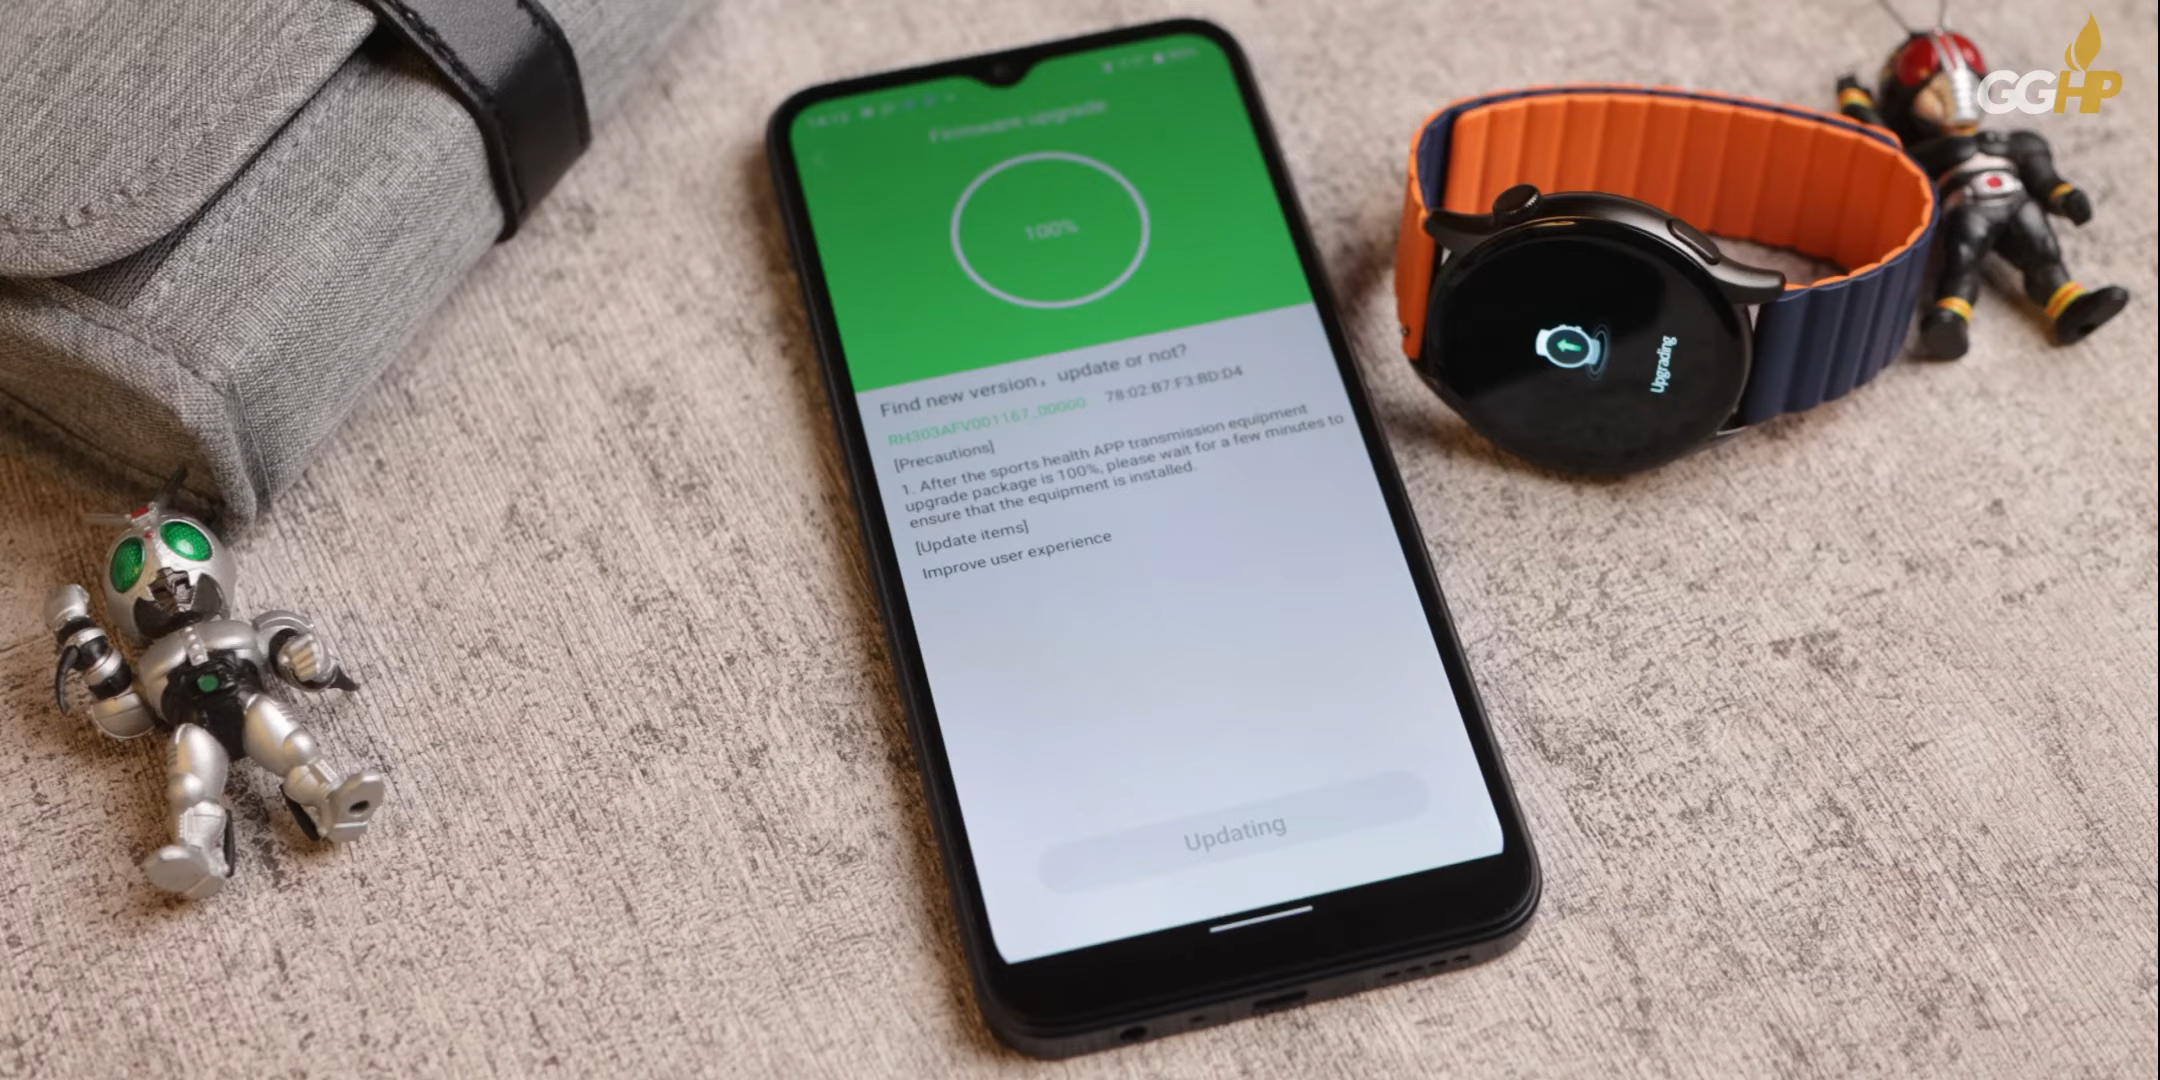 GGHP
14:12
Firmware upgrade
100%
Find new version, update or not?
RH303AFV001167_00000 78:02:B7:F3:BD:D4
[Precautions]
1. After the sports health APP transmission equipment
upgrade package is 100%, please wait for a few minutes to
ensure that the equipment is installed.
[Update items]
Improve user experience
Updating
Upgrading